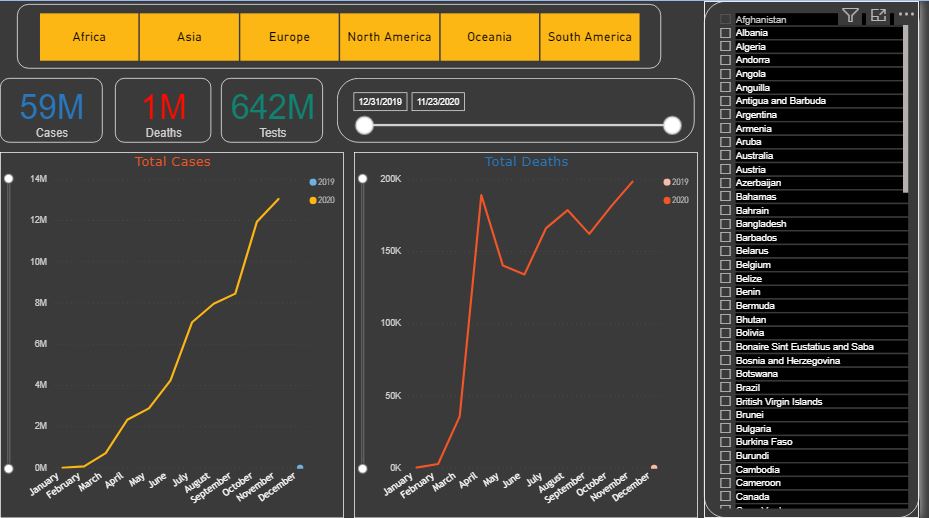 Africa
Asia
Europe
North America
Oceania
South America
59M
Cases
1M
Deaths
642M
Tests
12/31/2019
11/23/2020
Total Cases
14M
12M
10M
8M
6M
4M
2M
0M
January
February
March
April
May
June
July
August
September
October
November
December
2019
2020
Total Deaths
200K
150K
100K
50K
0K
January
February
March
April
May
June
July
August
September
October
November
December
2019
2020
Afghanistan
Albania
Algeria
Andorra
Angola
Anguilla
Antigua and Barbuda
Argentina
Armenia
Aruba
Australia
Austria
Azerbaijan
Bahamas
Bahrain
Bangladesh
Barbados
Belarus
Belgium
Belize
Benin
Bermuda
Bhutan
Bolivia
Bonaire Sint Eustatius and Saba
Bosnia and Herzegovina
Botswana
Brazil
British Virgin Islands
Brunei
Bulgaria
Burkina Faso
Burundi
Cambodia
Cameroon
Canada